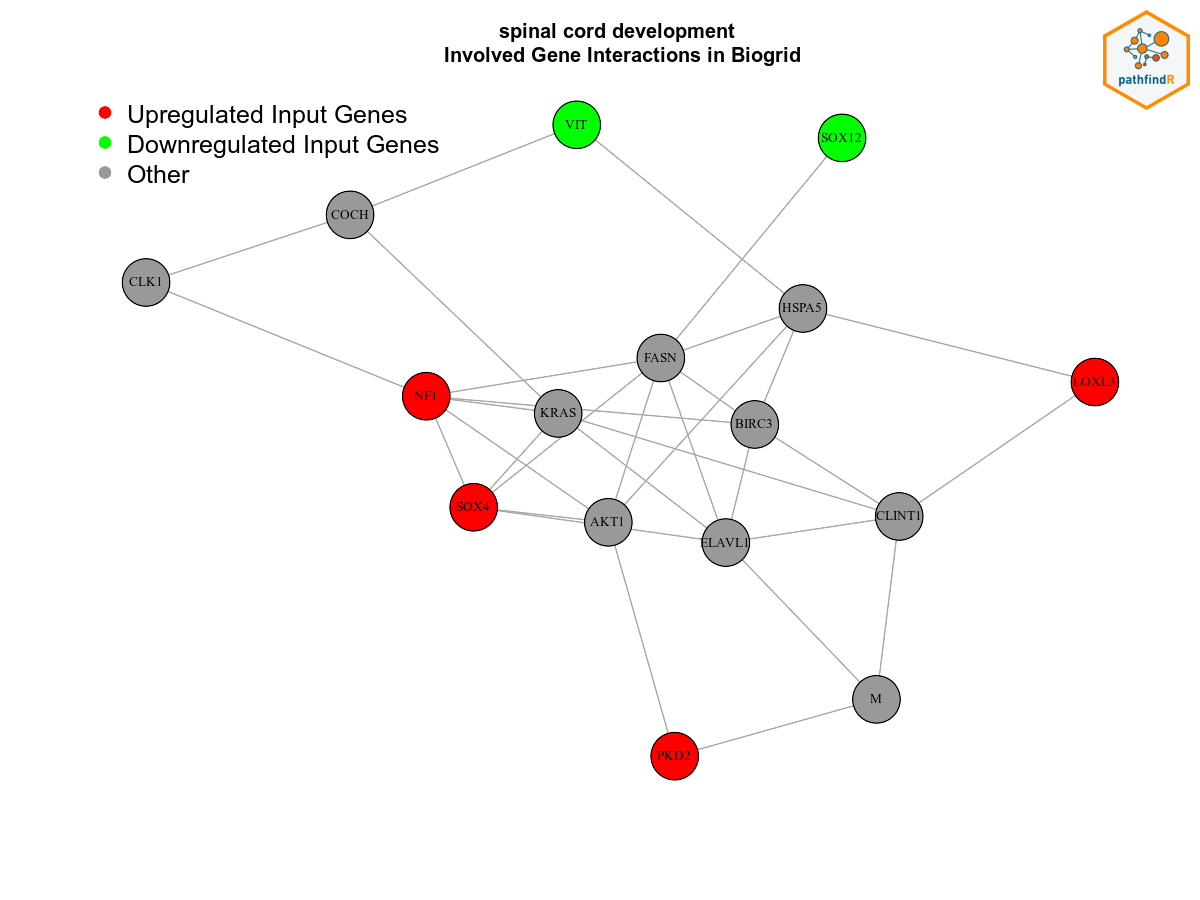 spinal cord development
Involved Gene Interactions in Biogrid
pathfindR
Upregulated Input Genes
Downregulated Input Genes
Other
VIT
SOX12
COCH
CLK1
HSPA5
FASN
LOXL3
NF1
KRAS
BIRC3
SOX4
AKT1
CLINT1
ELAVL1
M
PKD2